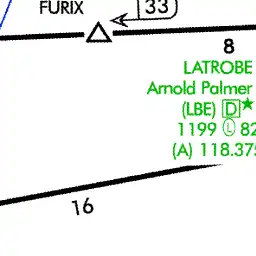 FURIX
33
8
LATROBE
Arnold Palmer
(LBE) D★
1199 Ⓛ 82
(A) 118.375
16